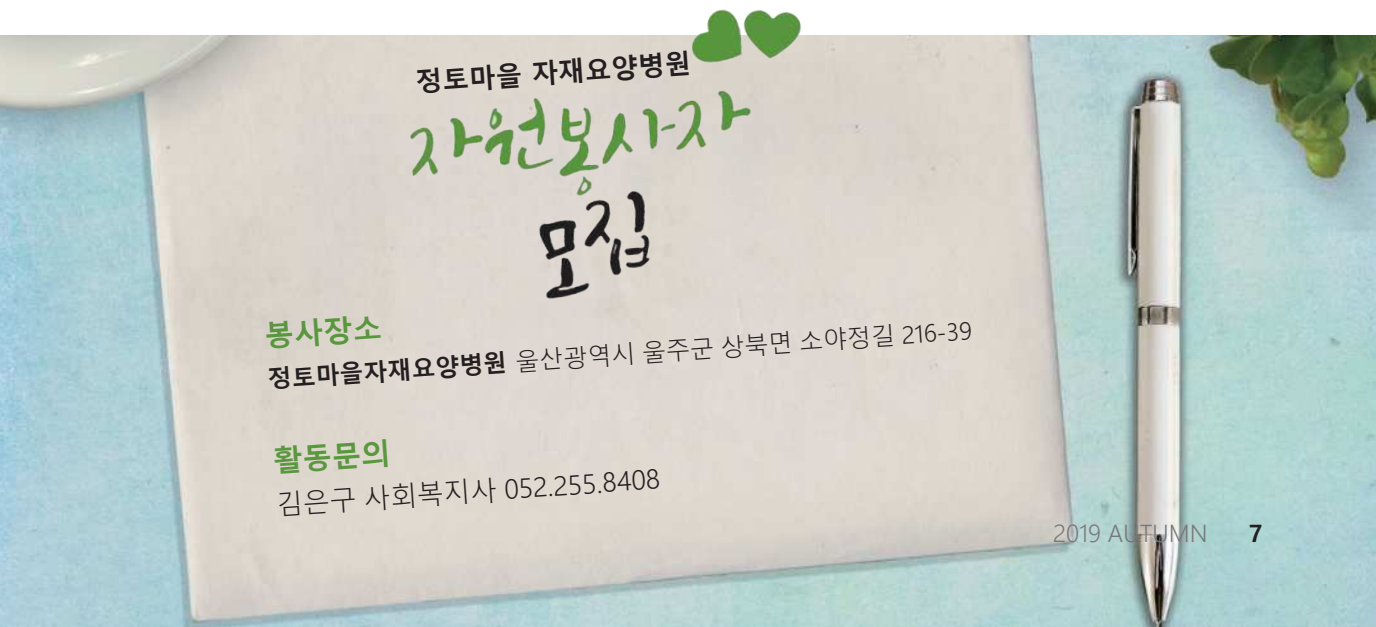 정토마을 자재요양병원
자원봉사자
모집
봉사장소
정토마을자재요양병원 울산광역시 울주군 상북면 소야정길 216-39
활동문의
김은구 사회복지사 052.255.8408
2019 AUTUMN 7